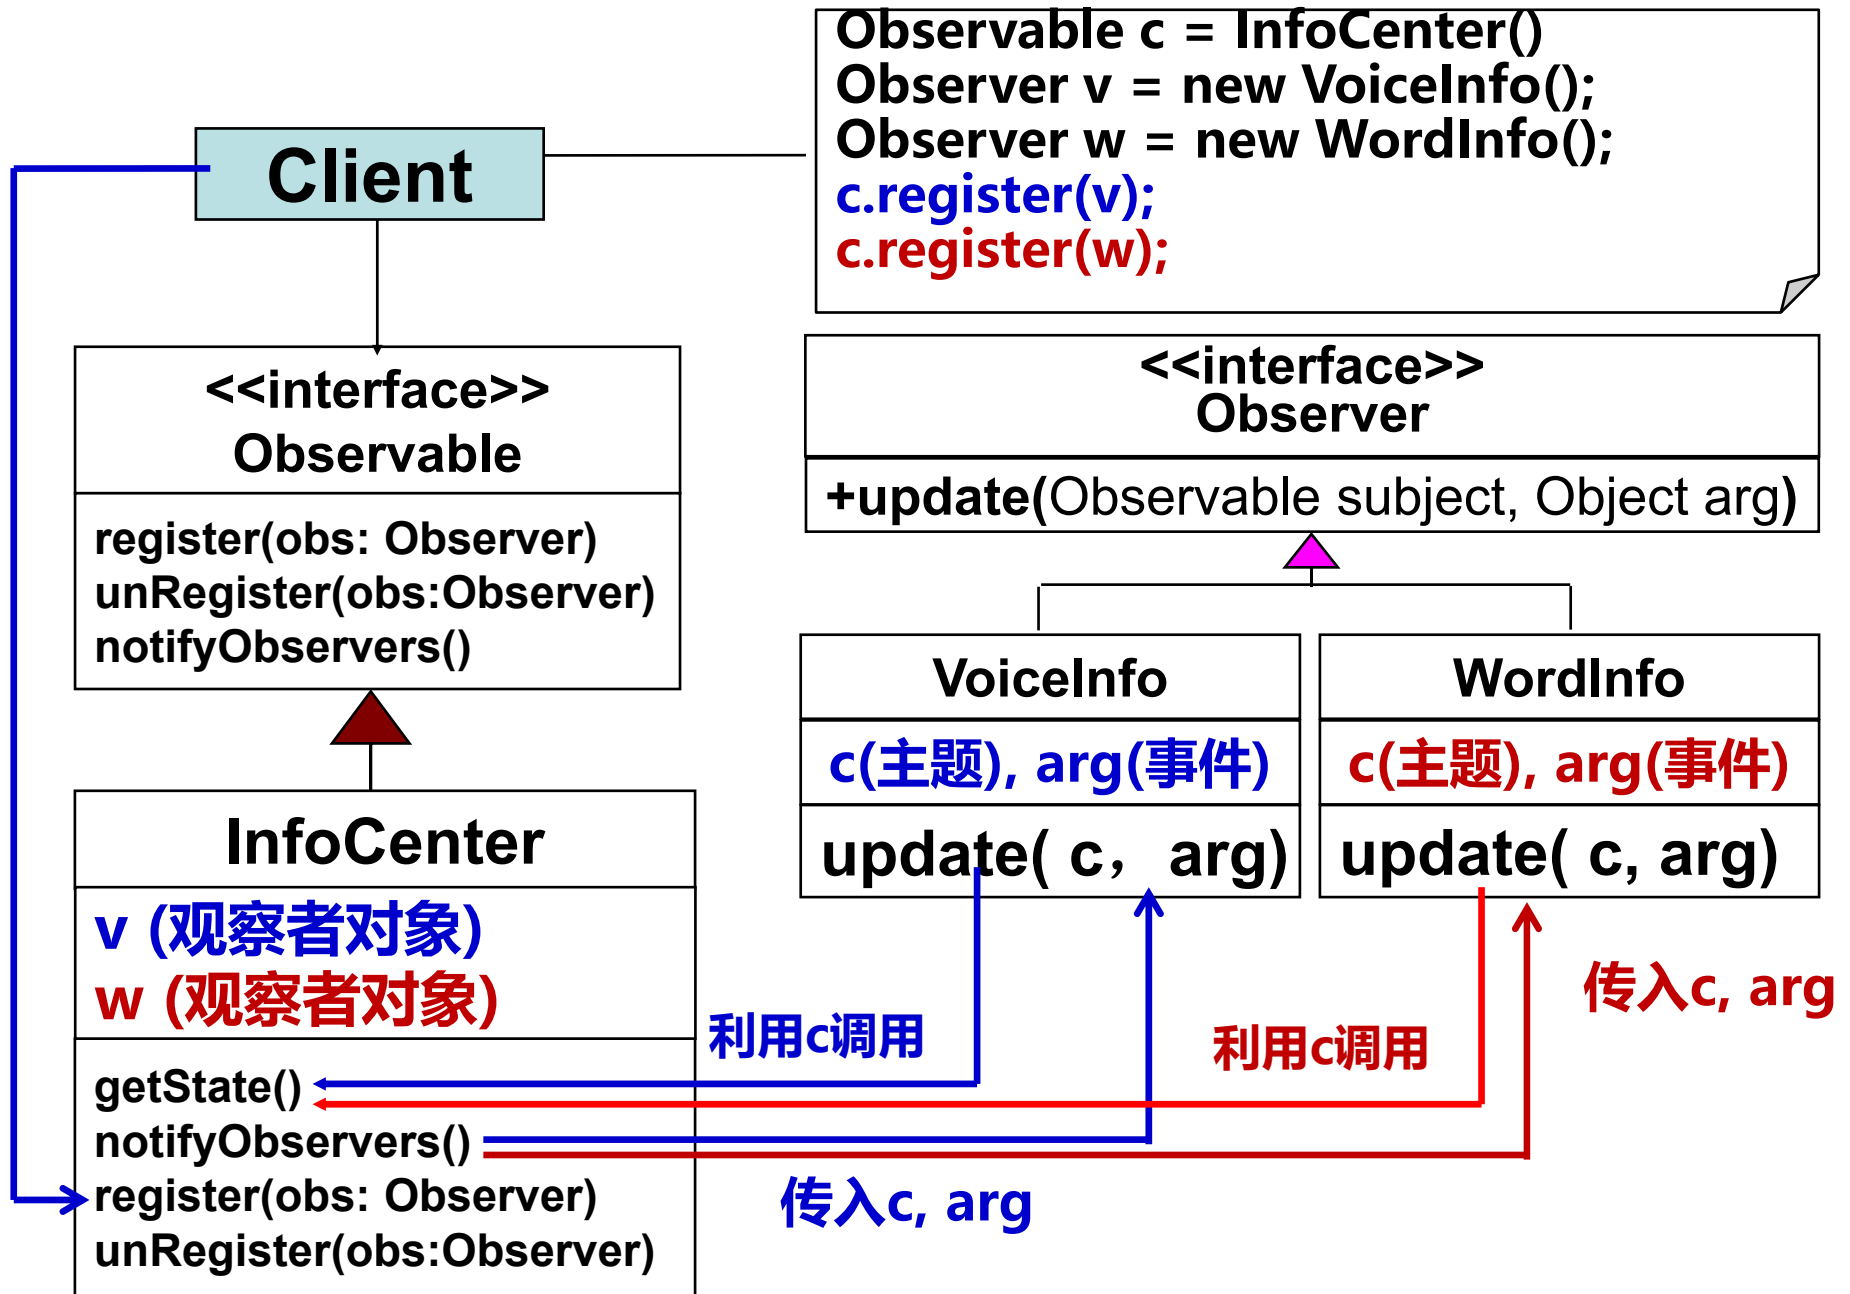 Observable c = InfoCenter()
Observer v = new VoiceInfo();
Observer w = new WordInfo();
c.register(v);
c.register(w);
Client
<<interface>>
Observable
register(obs: Observer)
unRegister(obs:Observer)
notifyObservers()
<<interface>>
Observer
+update(Observable subject, Object arg)
VoiceInfo
c(主题), arg(事件)
update( c， arg)
WordInfo
c(主题), arg(事件)
update( c, arg)
InfoCenter
v (观察者对象)
w (观察者对象)
getState()
notifyObservers()
register(obs: Observer)
unRegister(obs:Observer)
利用c调用
利用c调用
传入c, arg
传入c, arg